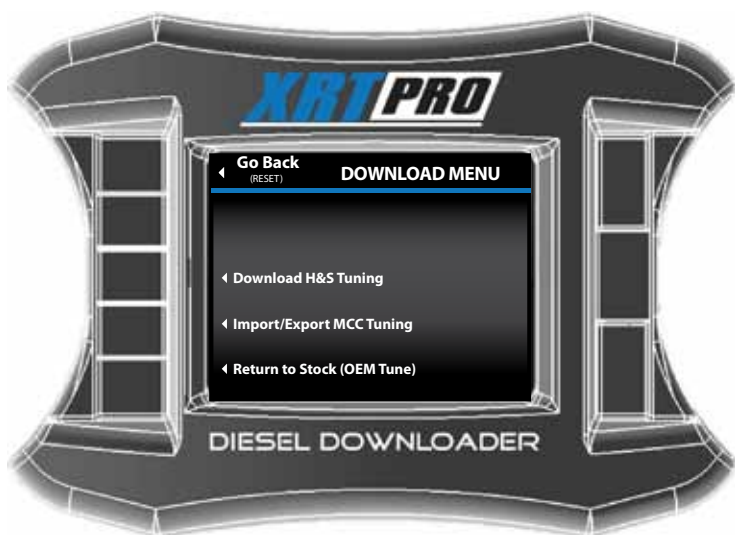 XRT PRO
Go Back
(RESET)
DOWNLOAD MENU
Download H&S Tuning
Import/Export MCC Tuning
Return to Stock (OEM Tune)
DIESEL DOWNLOADER